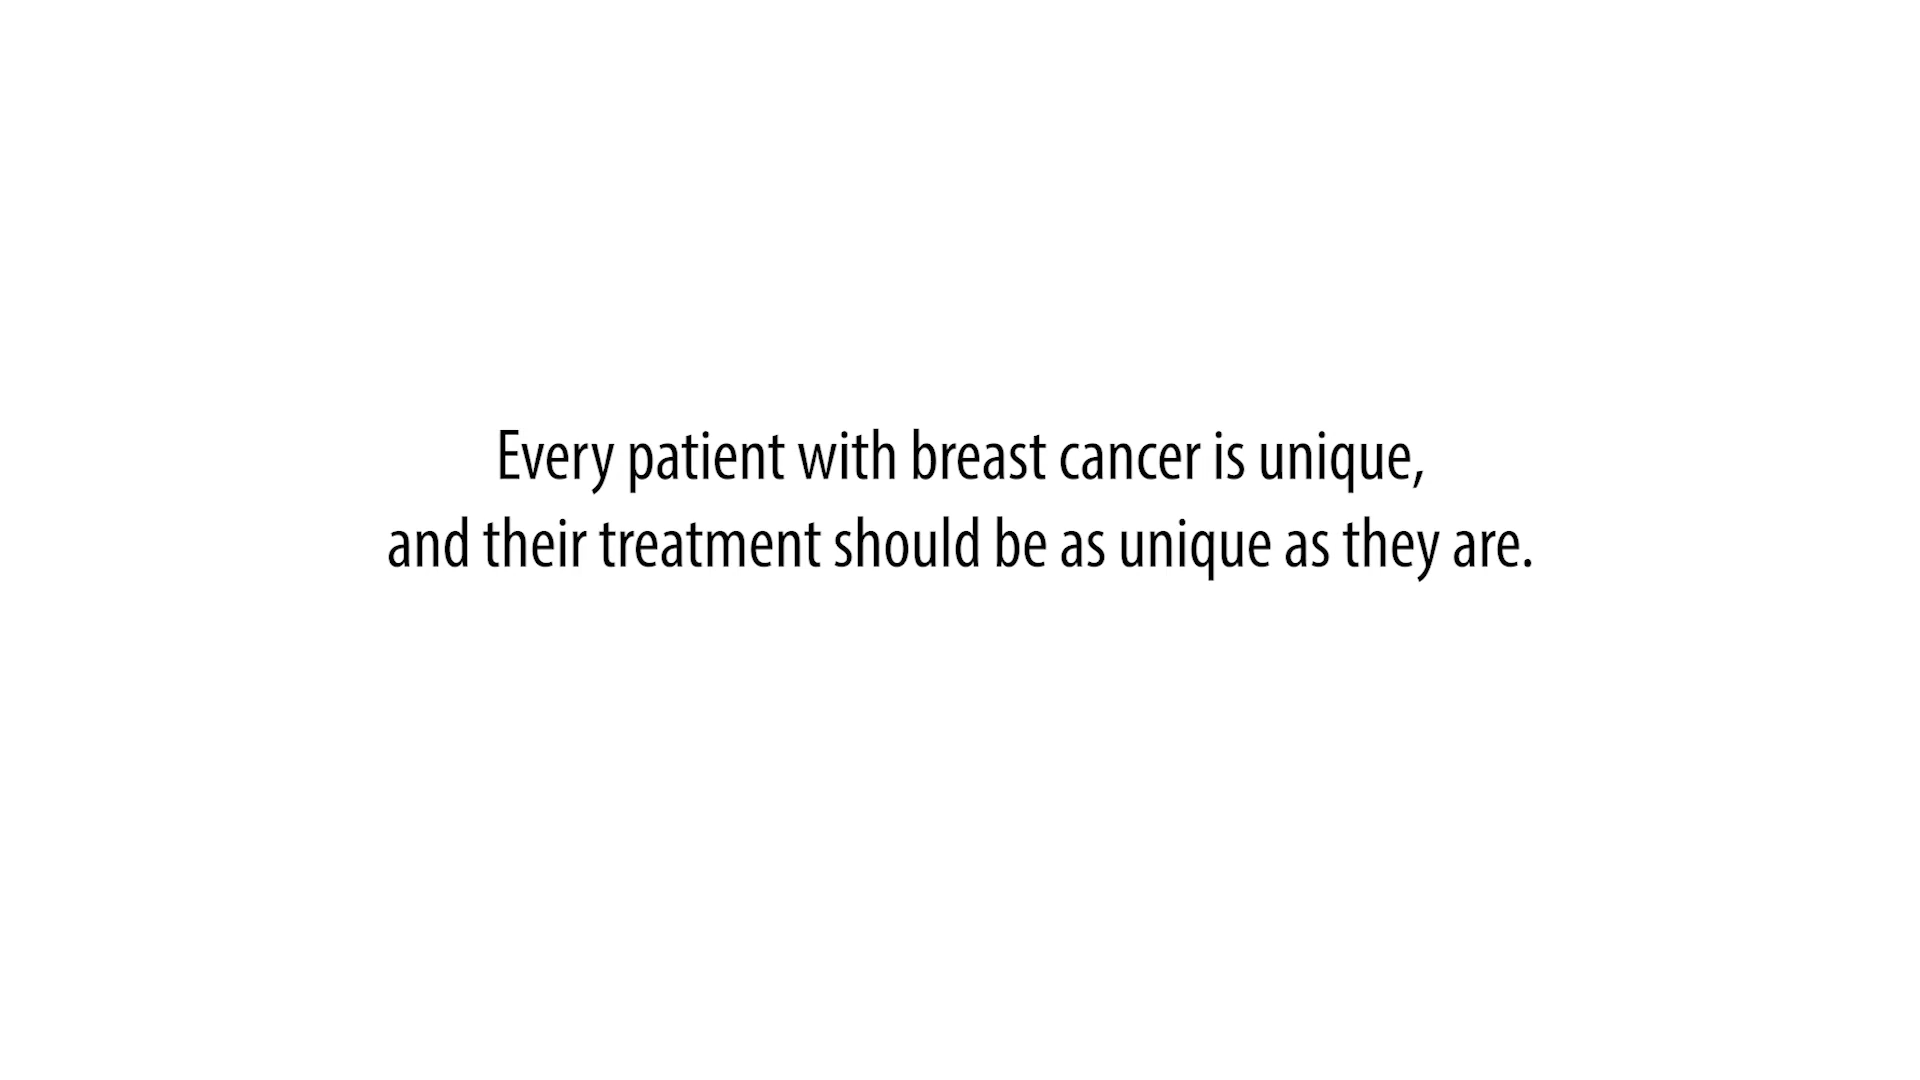 Every patient with breast cancer is unique,
and their treatment should be as unique as they are.